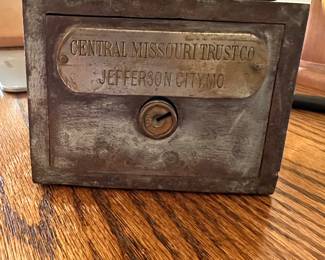 CENTRAL MISSOURI TRUST CO
JEFFERSON CITY, MO.